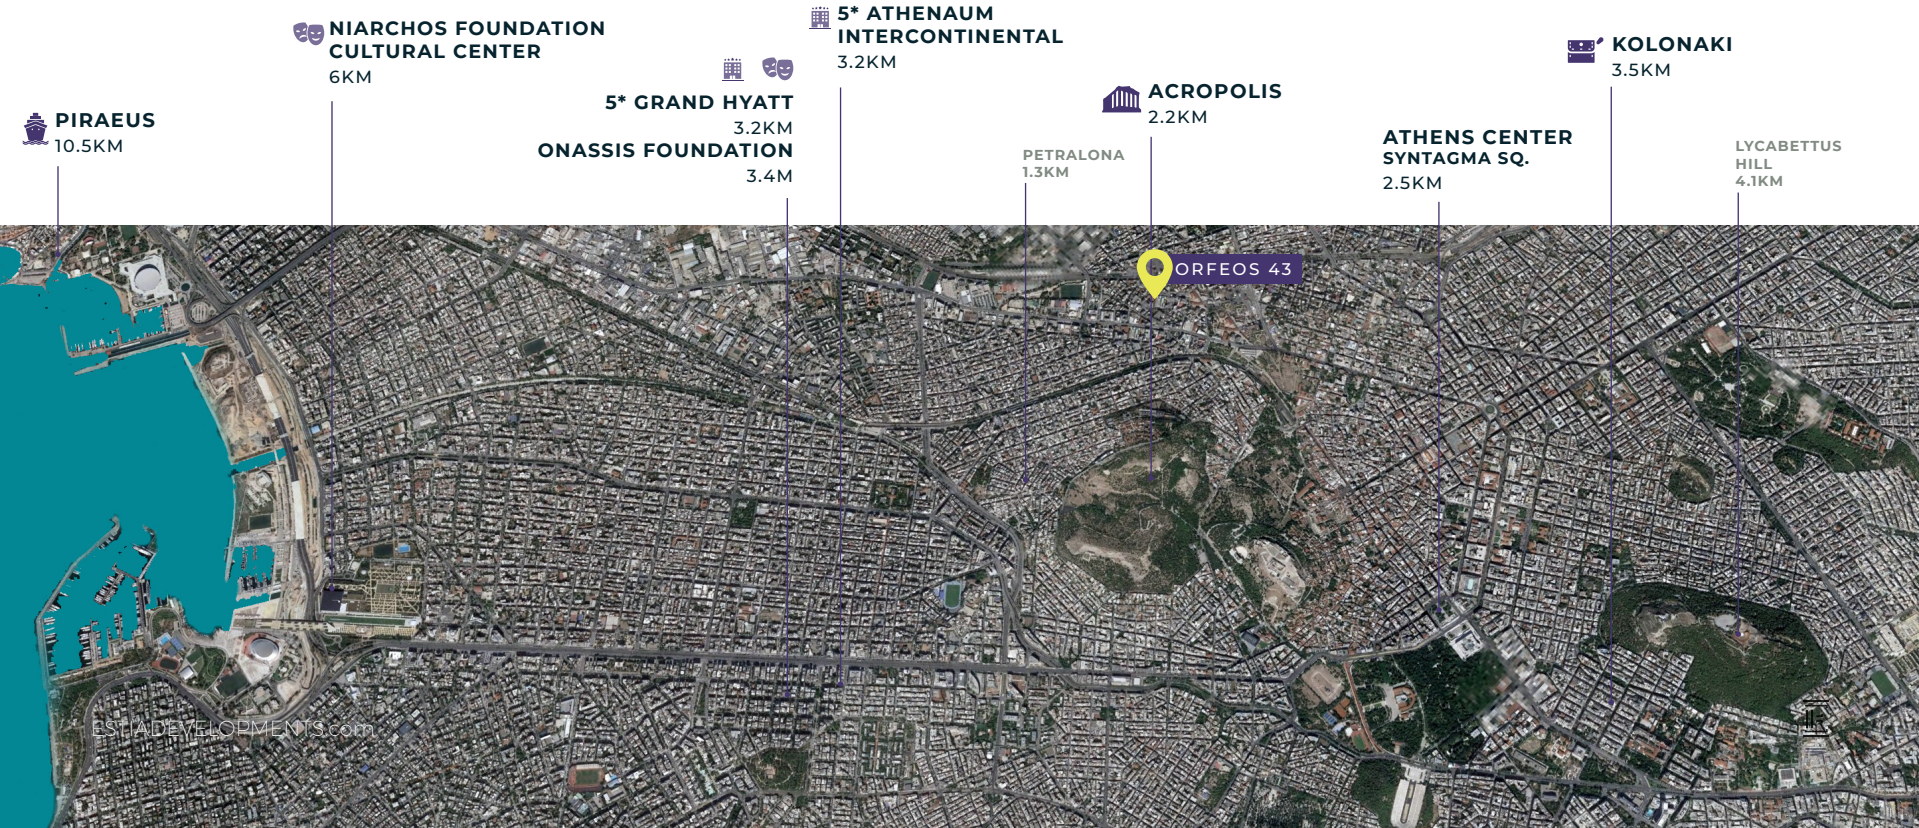 NIARCHOS FOUNDATION
CULTURAL CENTER
6KM
5* ATHENAUM
INTERCONTINENTAL
3.2KM
KOLONAKI
3.5KM
5* GRAND HYATT
3.2KM
ONASSIS FOUNDATION
3.4M
ACROPOLIS
2.2KM
PIRAEUS
10.5KM
PETRALONA
1.3KM
ATHENS CENTER
SYNTAGMA SQ.
2.5KM
LYCABETTUS
HILL
4.1KM
ORFEOS 43
ESTIADEVELOPMENTS.com